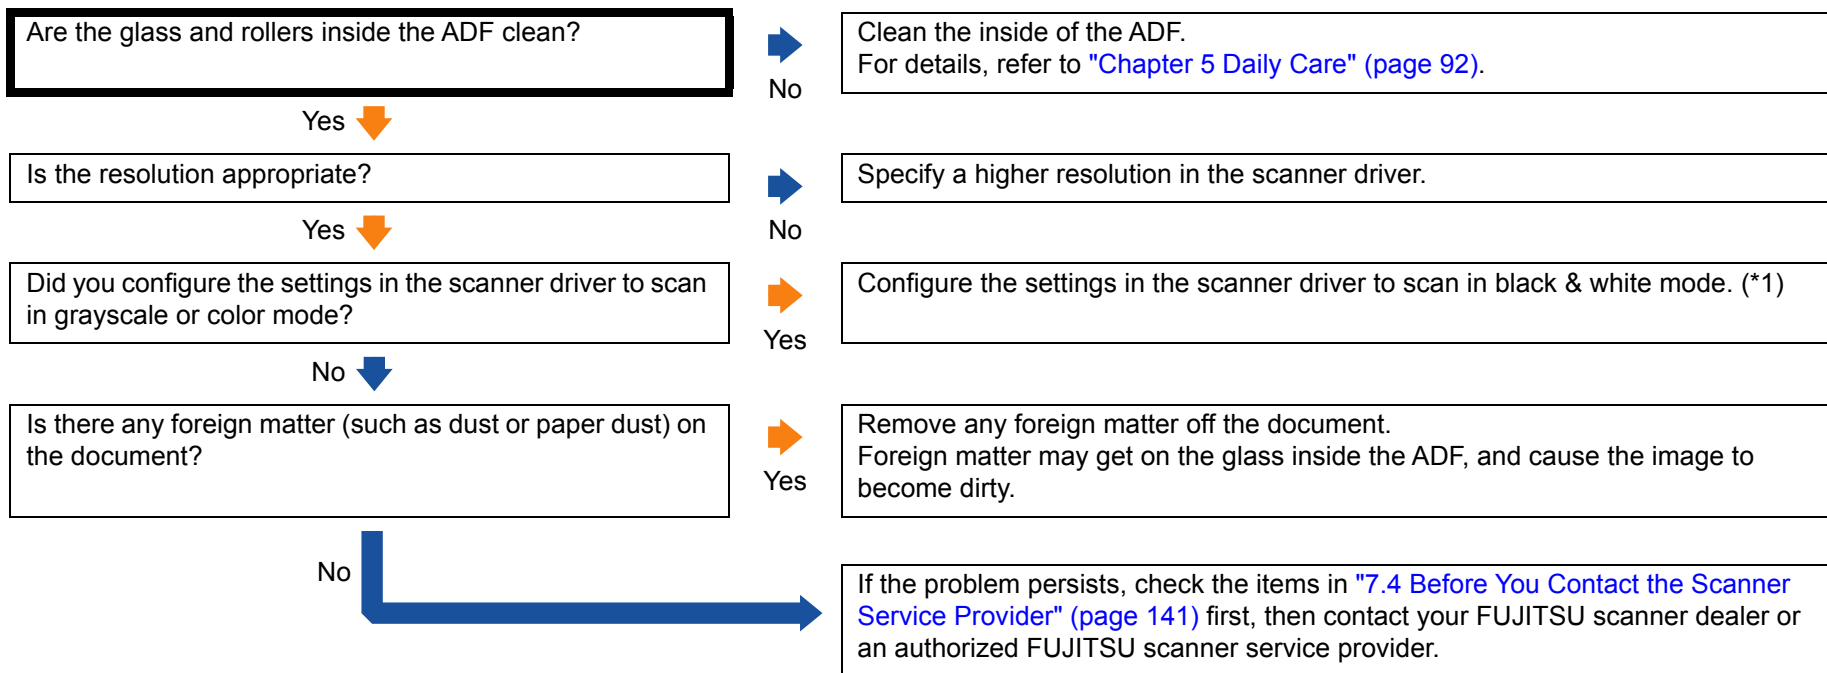 Are the glass and rollers inside the ADF clean?
No
Clean the inside of the ADF.
For details, refer to "Chapter 5 Daily Care" (page 92).
Yes
Is the resolution appropriate?
No
Specify a higher resolution in the scanner driver.
Yes
Did you configure the settings in the scanner driver to scan
in grayscale or color mode?
Yes
Configure the settings in the scanner driver to scan in black & white mode. (*1)
No
Is there any foreign matter (such as dust or paper dust) on
the document?
Yes
Remove any foreign matter off the document.
Foreign matter may get on the glass inside the ADF, and cause the image to
become dirty.
No
If the problem persists, check the items in "7.4 Before You Contact the Scanner
Service Provider" (page 141) first, then contact your FUJITSU scanner dealer or
an authorized FUJITSU scanner service provider.